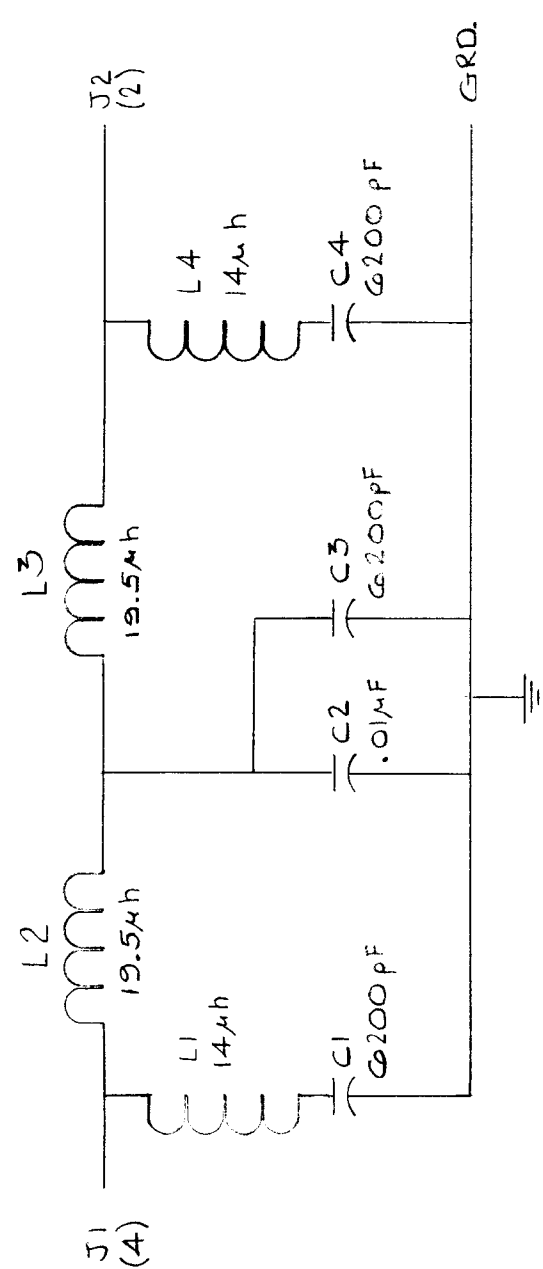 J1
(4)
L2
19.5μh
L3
19.5μh
J2
(2)
L1
14μh
C1
6200pF
C2
.01μF
C3
6200pF
L4
14μh
C4
6200pF
GRD.